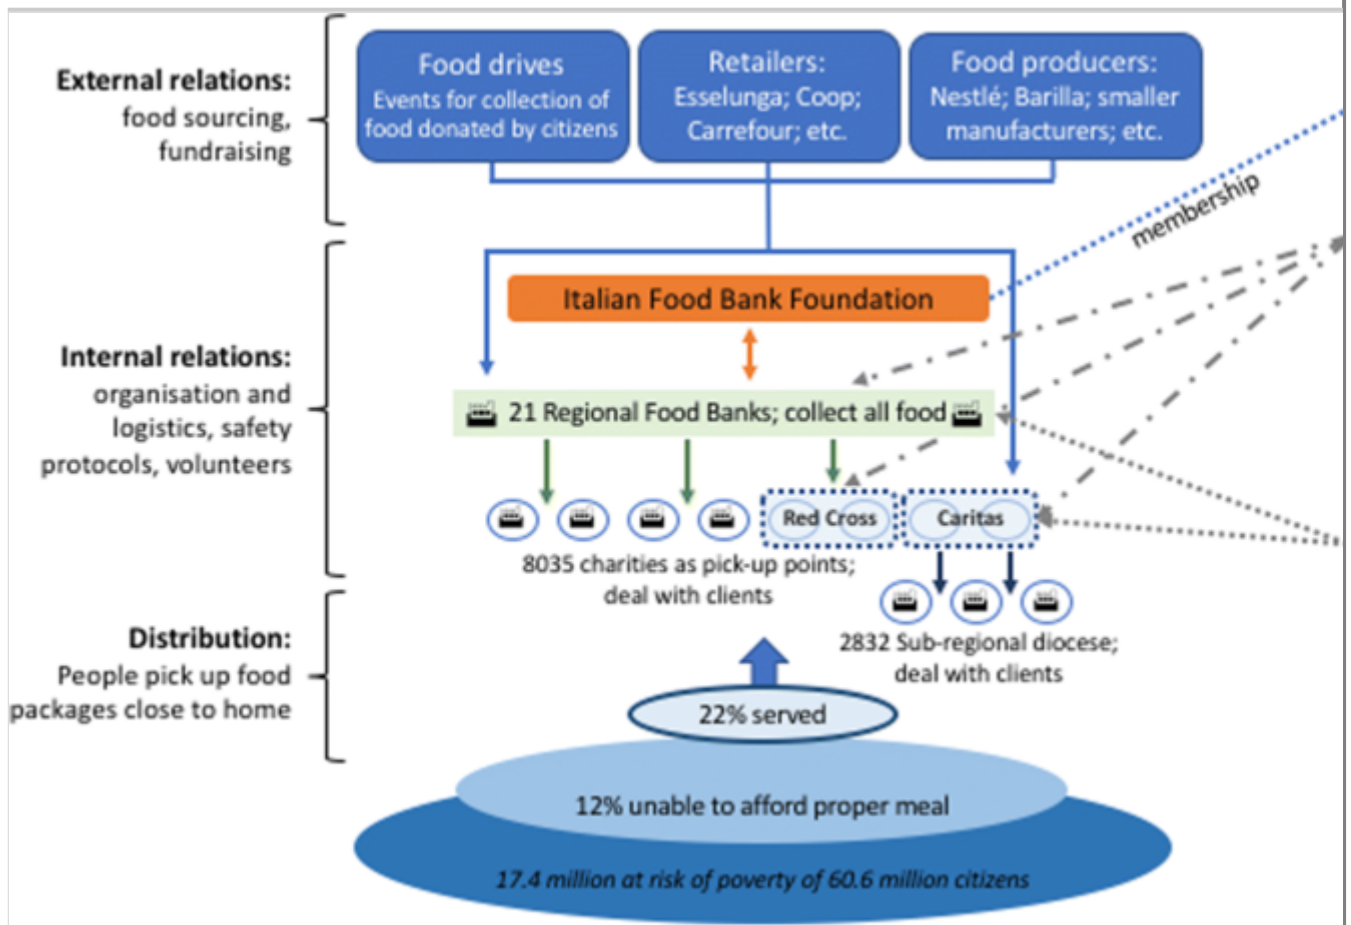 External relations:
food sourcing,
fundraising
Food drives
Events for collection of
food donated by citizens
Retailers:
Esselunga; Coop;
Carrefour; etc.
Food producers:
Nestlé; Barilla; smaller
manufacturers; etc.
membership
Italian Food Bank Foundation
Internal relations:
organisation and
logistics, safety
protocols, volunteers
21 Regional Food Banks; collect all food
Red Cross
Caritas
8035 charities as pick-up points;
deal with clients
2832 Sub-regional diocese;
deal with clients
Distribution:
People pick up food
packages close to home
22% served
12% unable to afford proper meal
17.4 million at risk of poverty of 60.6 million citizens